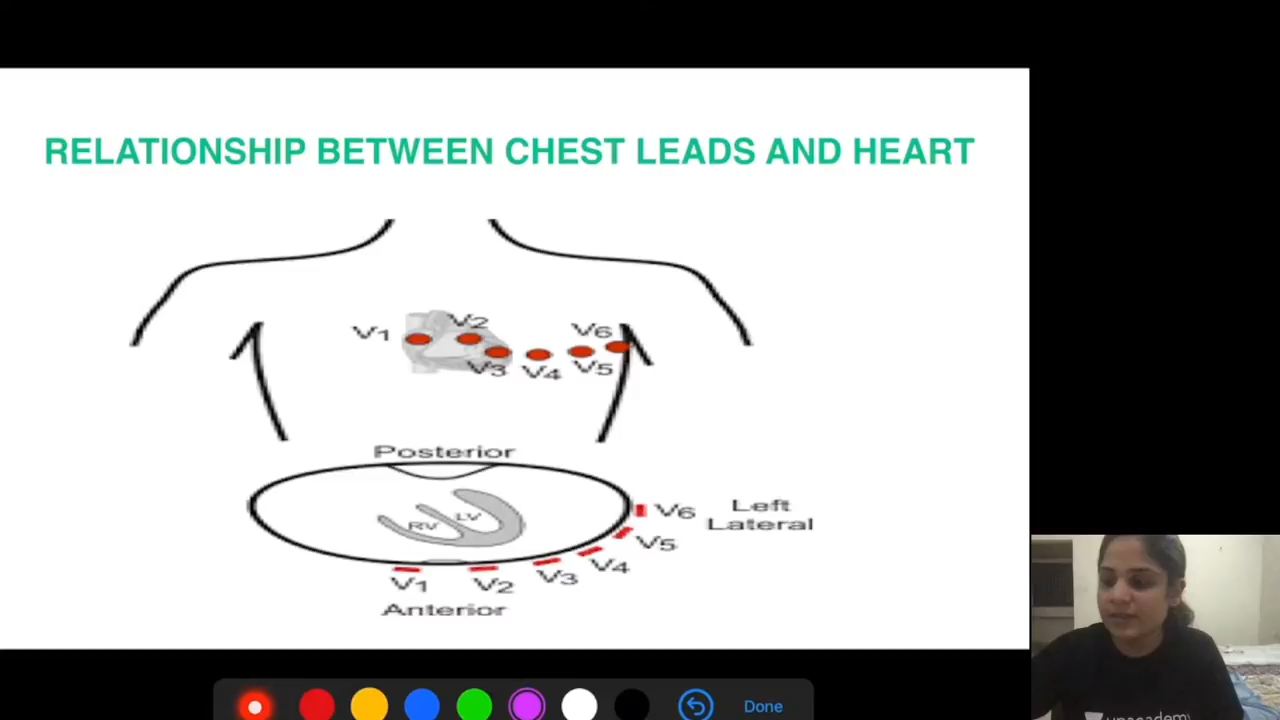 RELATIONSHIP BETWEEN CHEST LEADS AND HEART
V1
V2
V6
V3
V4
V5
Posterior
RV
LV
V6
Left
Lateral
V5
V4
V3
V1
V2
Anterior
Done